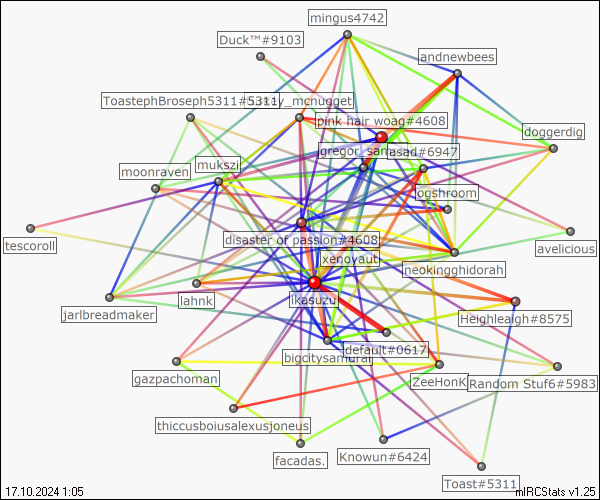 mingus4742
Duck™#9103
andnewbees
ToastephBroseph5311#5311
y_mcnugget
pink hair woag#4608
doggerdig
gregor_sam
asad#6947
mukszi
moonraven
ogshroom
tescoroll
disaster of passion#4608
avelicious
xenoyaut
neokingghidorah
lahnk
ikasuzu
jarlbreadmaker
Heighleaigh#8575
default#0617
bigcitysamurai
gazpachoman
ZeeHonK
Random Stuf6#5983
thiccusboiusalexusjoneus
Knowun#6424
facadas.
Toast#5311
17.10.2024 1:05
mIRCStats v1.25